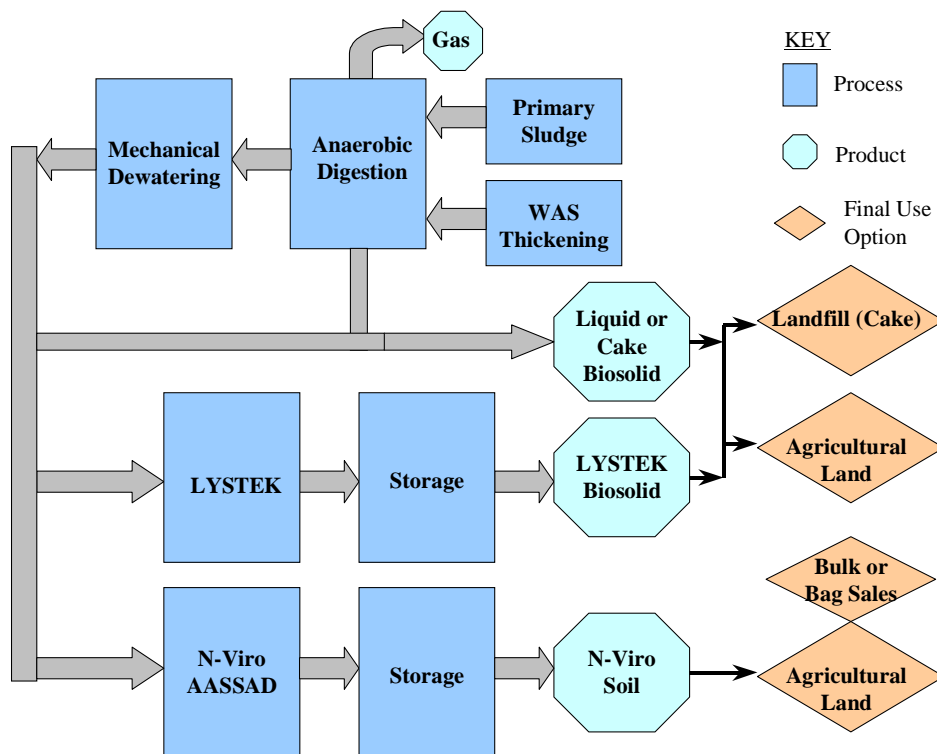 Gas
KEY
Process
Primary
Sludge
Anaerobic
Digestion
Mechanical
Dewatering
Product
WAS
Thickening
Final Use
Option
Liquid or
Cake
Biosolid
Landfill (Cake)
LYSTEK
Storage
LYSTEK
Biosolid
Agricultural
Land
Bulk or
Bag Sales
N-Viro
AASSAD
Storage
N-Viro
Soil
Agricultural
Land